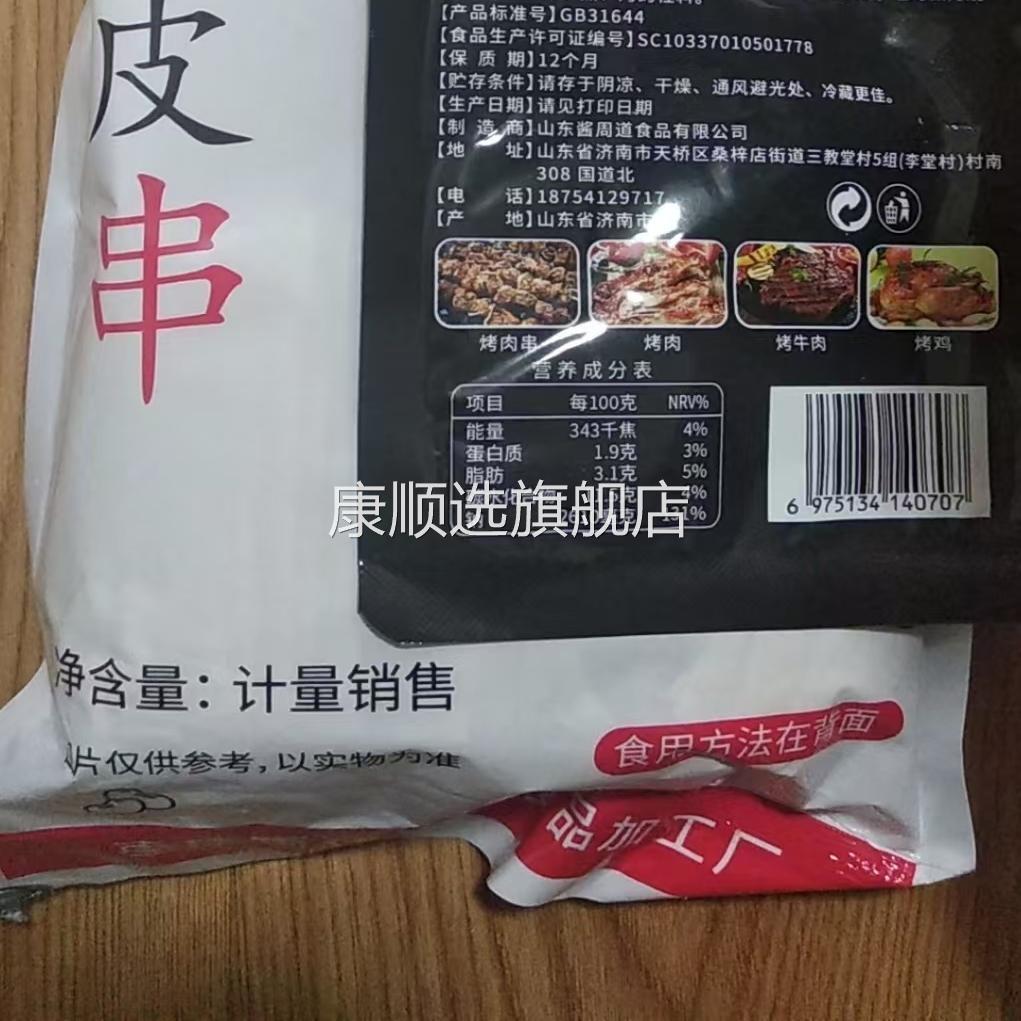 皮
串
【产品标准号】GB31644
【食品生产许可证编号】SC10337010501778
【保 质 期】12个月
【贮存条件】请存于阴凉、干燥、通风避光处、冷藏更佳。
【生产日期】请见打印日期
【制 造 商】山东酱周道食品有限公司
【地 址】山东省济南市天桥区桑梓店街道三教堂村5组(李堂村)村南
308 国道北
【电 话】18754129717
【产 地】山东省济南市
烤肉串 烤肉 烤牛肉 烤鸡
营养成分表
项目 每100克 NRV%
能量 343千焦 4%
蛋白质 1.9克 3%
脂肪 3.1克 5%
4%
钠 131%
6 975134 140707
康顺选旗舰店
净含量：计量销售
片仅供参考,以实物为准
食用方法在背面
品加工厂